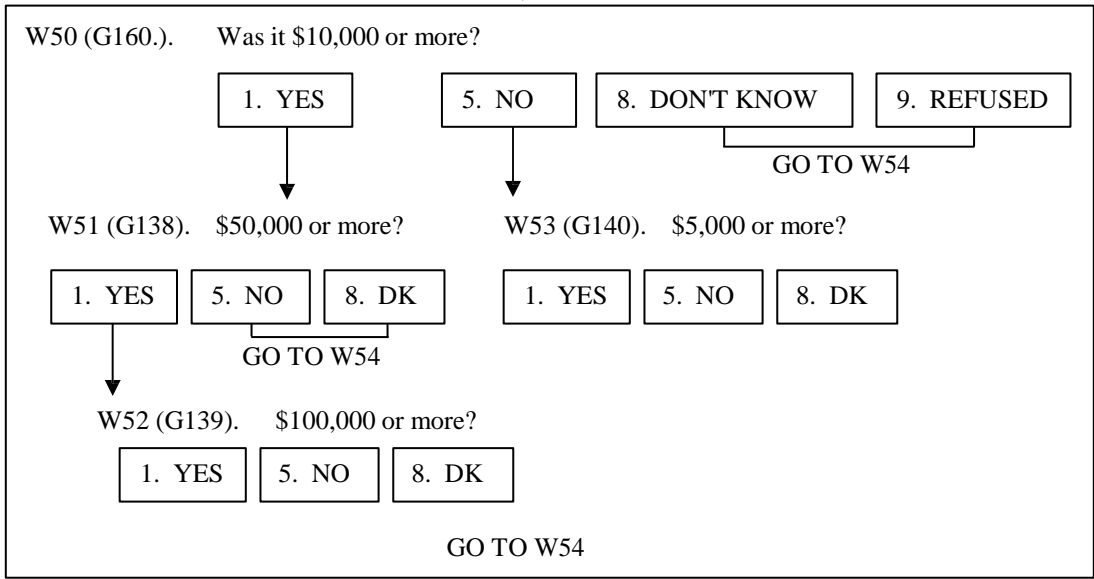 W50 (G160.). Was it $10,000 or more?
1. YES 5. NO 8. DON'T KNOW 9. REFUSED
GO TO W54
W51 (G138). $50,000 or more? W53 (G140). $5,000 or more?
1. YES 5. NO 8. DK 1. YES 5. NO 8. DK
GO TO W54
W52 (G139). $100,000 or more?
1. YES 5. NO 8. DK
GO TO W54